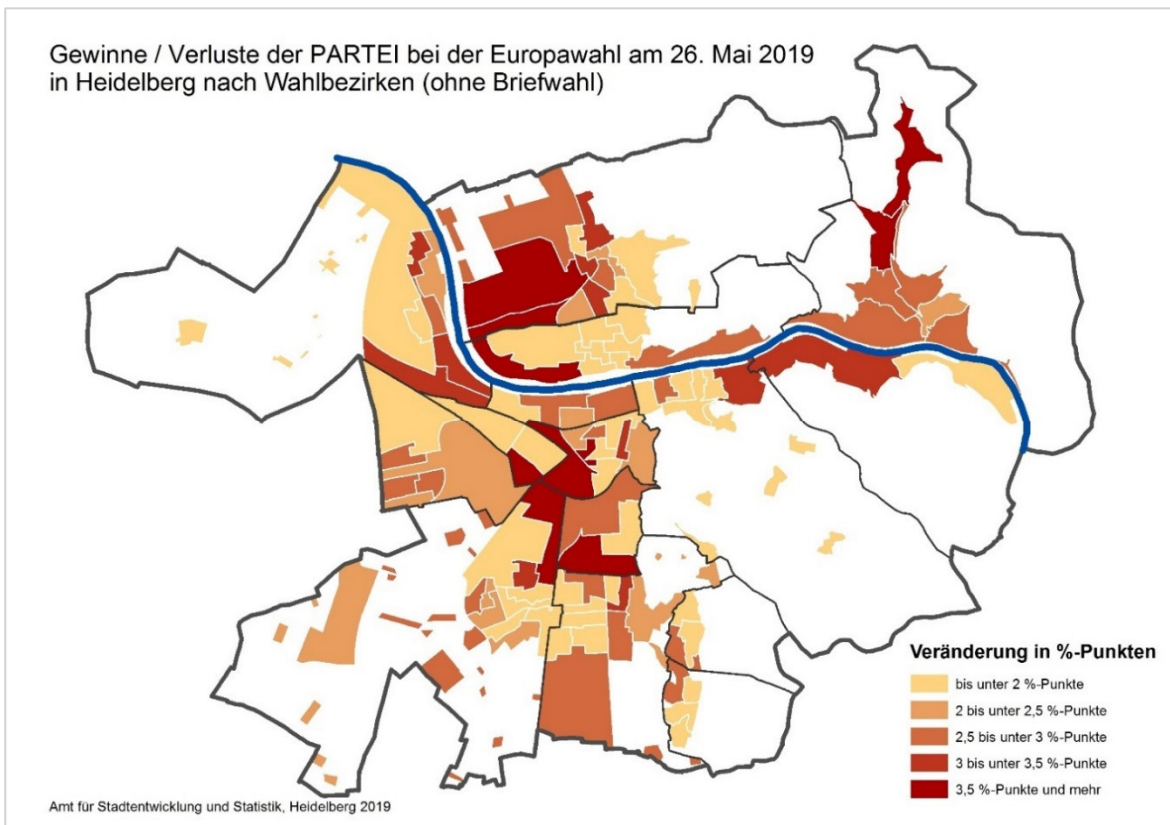 Gewinne / Verluste der PARTEI bei der Europawahl am 26. Mai 2019
in Heidelberg nach Wahlbezirken (ohne Briefwahl)
Veränderung in %-Punkten
bis unter 2 %-Punkte
2 bis unter 2,5 %-Punkte
2,5 bis unter 3 %-Punkte
3 bis unter 3,5 %-Punkte
3,5 %-Punkte und mehr
Amt für Stadtentwicklung und Statistik, Heidelberg 2019